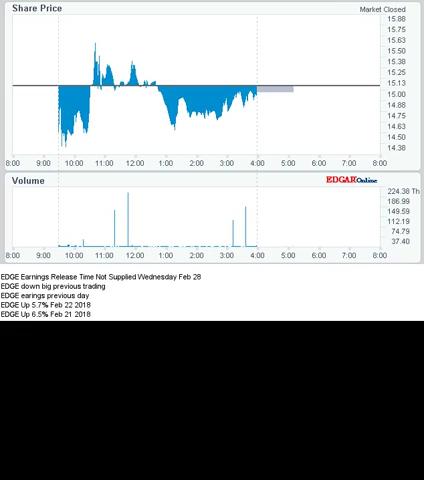 Share Price
Market Closed
15.88
15.75
15.63
15.50
15.38
15.25
15.13
15.00
14.88
14.75
14.63
14.50
14.38
8:00 9:00 10:00 11:00 12:00 1:00 2:00 3:00 4:00 5:00 6:00 7:00 8:00
Volume
EDGAR Online
224.38 Th
186.99
149.59
112.19
74.79
37.40
8:00 9:00 10:00 11:00 12:00 1:00 2:00 3:00 4:00 5:00 6:00 7:00 8:00
EDGE Earnings Release Time Not Supplied Wednesday Feb 28
EDGE down big previous trading
EDGE earings previous day
EDGE Up 5.7% Feb 22 2018
EDGE Up 6.5% Feb 21 2018